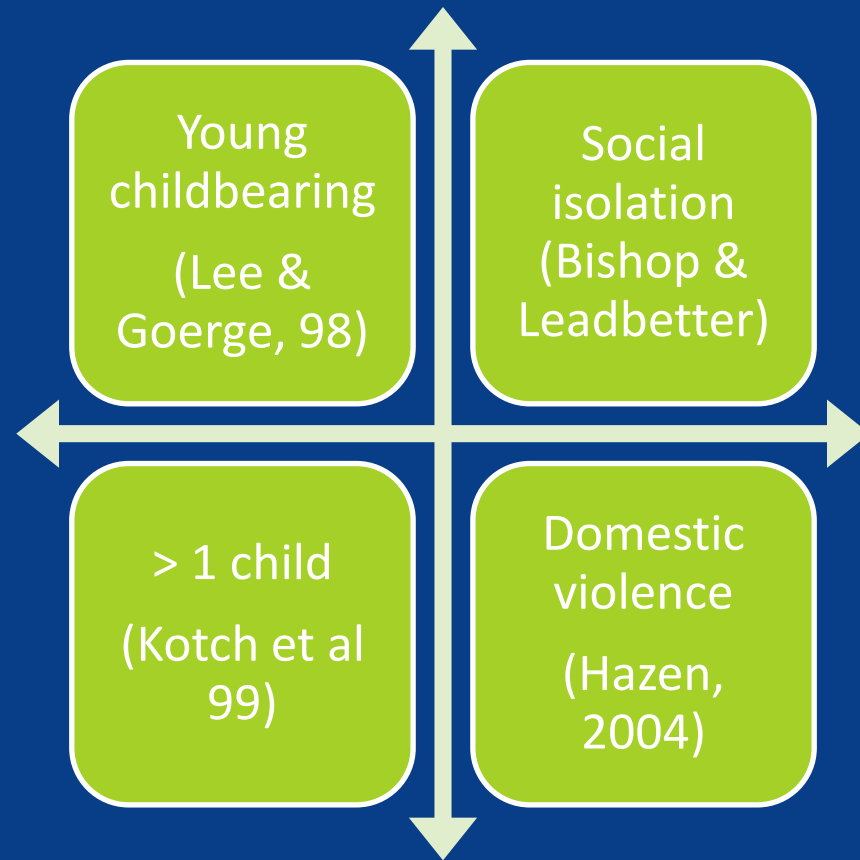 Young
childbearing
(Lee &
Goerge, 98)
Social
isolation
(Bishop &
Leadbetter)
> 1 child
(Kotch et al
99)
Domestic
violence
(Hazen,
2004)